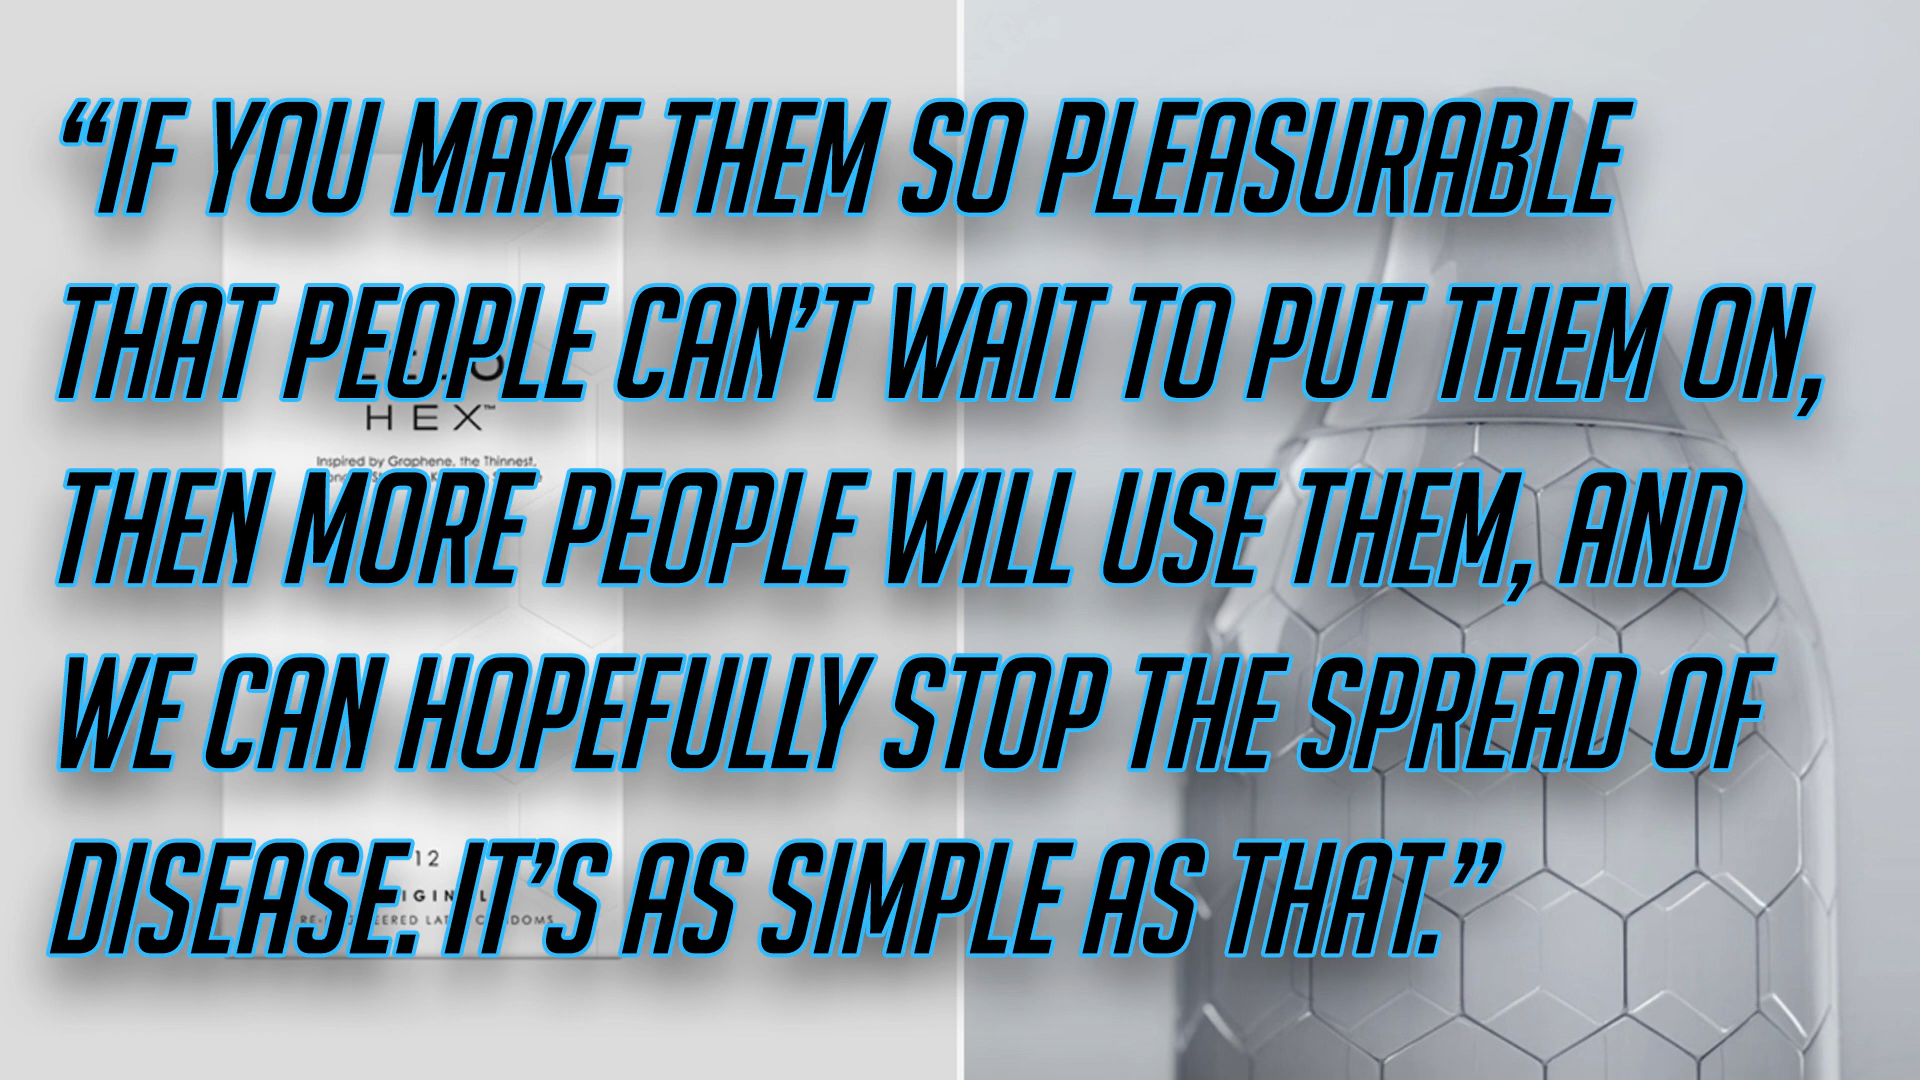 “IF YOU MAKE THEM SO PLEASURABLE
THAT PEOPLE CAN’T WAIT TO PUT THEM ON,
HEX™
Inspired by Graphene, the Thinnest,
THEN MORE PEOPLE WILL USE THEM, AND
WE CAN HOPEFULLY STOP THE SPREAD OF
12
DISEASE. IT’S AS SIMPLE AS THAT.”